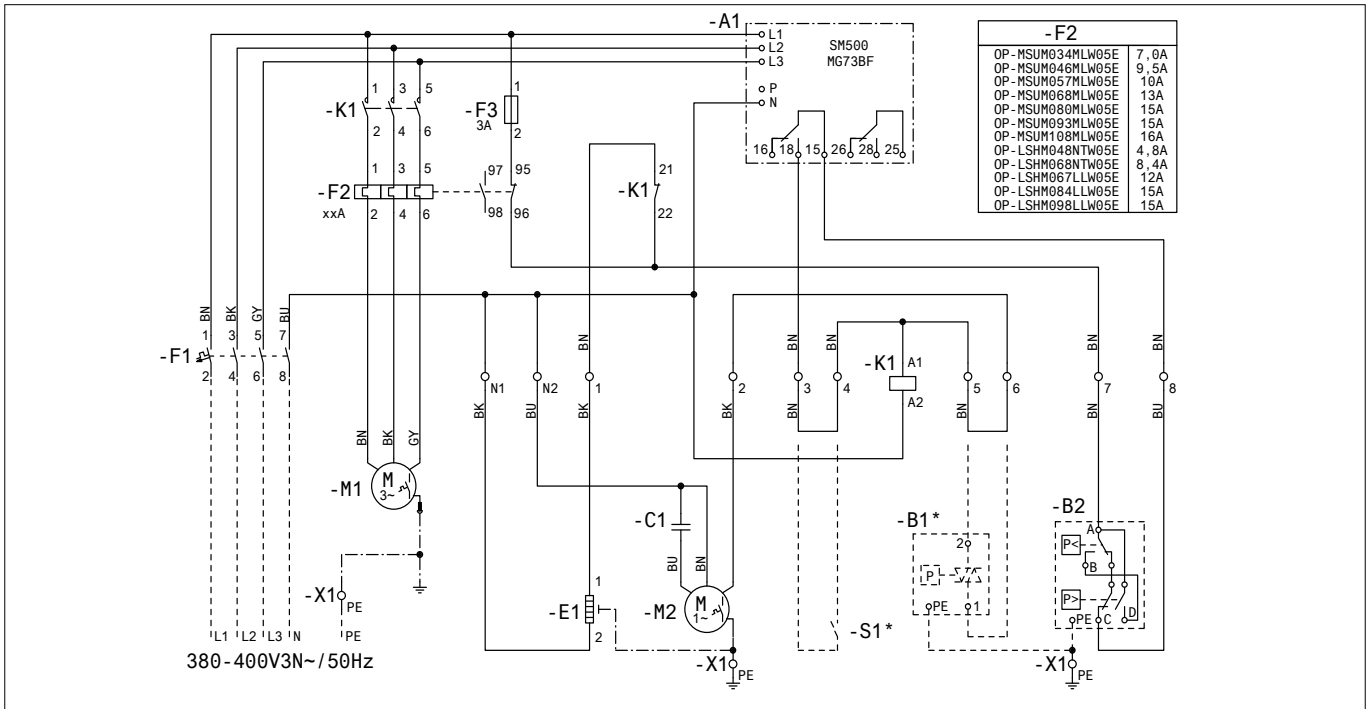 -A1
L1
L2
L3
P
N
SM500
MG73BF
16 18 15 26 28 25
-F2
OP-MSUM034MLW05E 7,0A
OP-MSUM046MLW05E 9,5A
OP-MSUM057MLW05E 10A
OP-MSUM068MLW05E 13A
OP-MSUM080MLW05E 15A
OP-MSUM093MLW05E 15A
OP-MSUM108MLW05E 16A
OP-LSHM048NTW05E 4,8A
OP-LSHM068NTW05E 8,4A
OP-LSHM067LLW05E 12A
OP-LSHM084LLW05E 15A
OP-LSHM098LLW05E 15A
1 3 5
-K1
2 4 6
1
-F3
3A
2
1 3 5
-F2
xxA
2 4 6
97 95
98 96
21
-K1
22
BN BK GY BU
1 3 5 7
-F1
2 4 6 8
BN BN BN BN BN BN
N1 N2 1 2 3 4
-K1 A1
A2
5 6 7 8
BK BU BK BK BN BN BN BU
BN BK GY
-M1
M
3~
-X1
PE
L1 L2 L3 N PE
380-400V3N~/50Hz
-C1
BU BN
1
-E1
2
-M2
M
1~
-X1
PE
-S1*
-B1*
2
P
PE 1
-B2
A
P<
B
P>
PE C D
-X1
PE